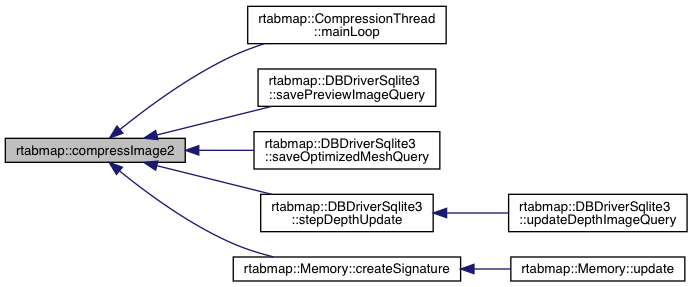 rtabmap::CompressionThread
::mainLoop
rtabmap::DBDriverSqlite3
::savePreviewImageQuery
rtabmap::compressImage2
rtabmap::DBDriverSqlite3
::saveOptimizedMeshQuery
rtabmap::DBDriverSqlite3
::stepDepthUpdate
rtabmap::DBDriverSqlite3
::updateDepthImageQuery
rtabmap::Memory::createSignature
rtabmap::Memory::update